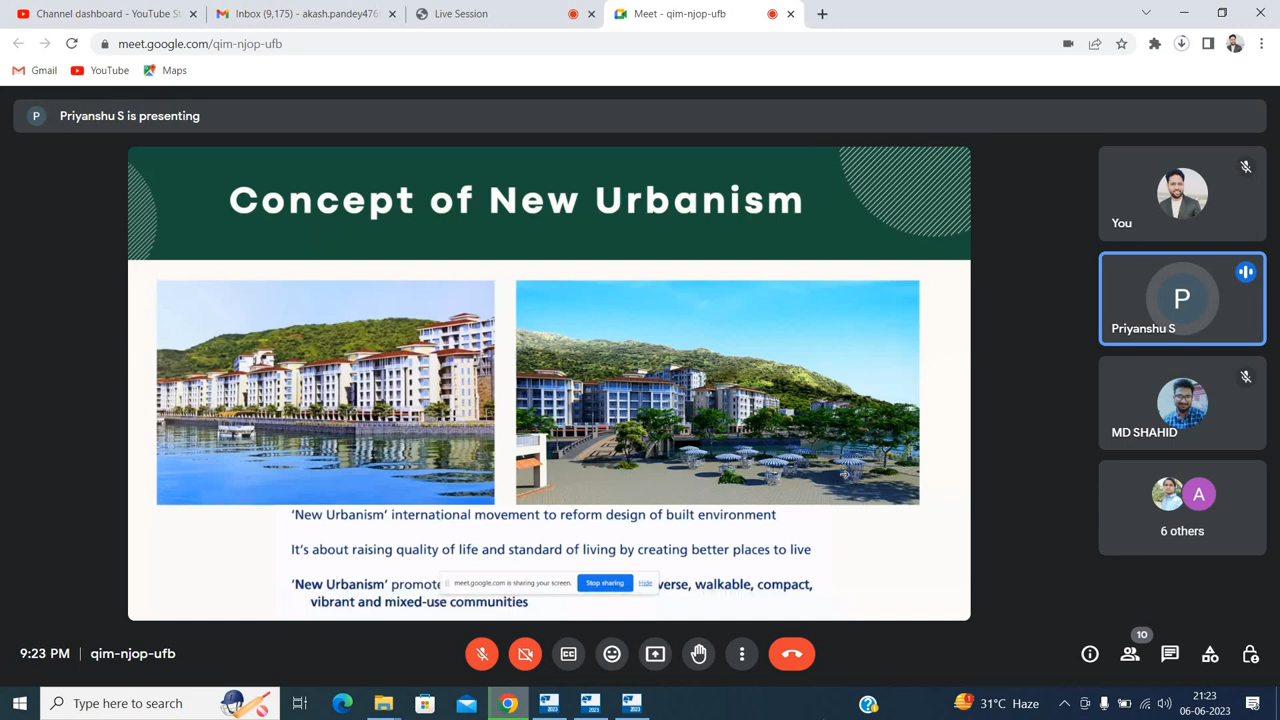 Channel dashboard - YouTube S
Inbox (9,175) - akash.pandey476
Live Session
Meet - qim-njop-ufb
meet.google.com/qim-njop-ufb
Gmail
YouTube
Maps
P
Priyanshu S is presenting
Concept of New Urbanism
'New Urbanism' international movement to reform design of built environment
It's about raising quality of life and standard of living by creating better places to live
'New Urbanism' promote
verse, walkable, compact,
vibrant and mixed-use communities
meet.google.com is sharing your screen.
Stop sharing
Hide
You
P
Priyanshu S
MD SHAHID
A
6 others
9:23 PM
qim-njop-ufb
10
Type here to search
2023
2023
2023
31°C Haze
21:23
06-06-2023